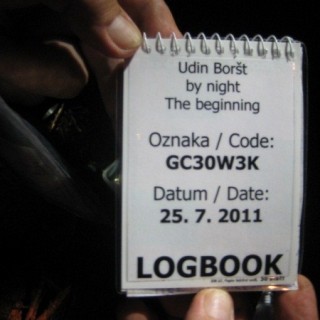 Udin Boršt
by night
The beginning
Oznaka / Code:
GC30W3K
Datum / Date:
25. 7. 2011
LOGBOOK